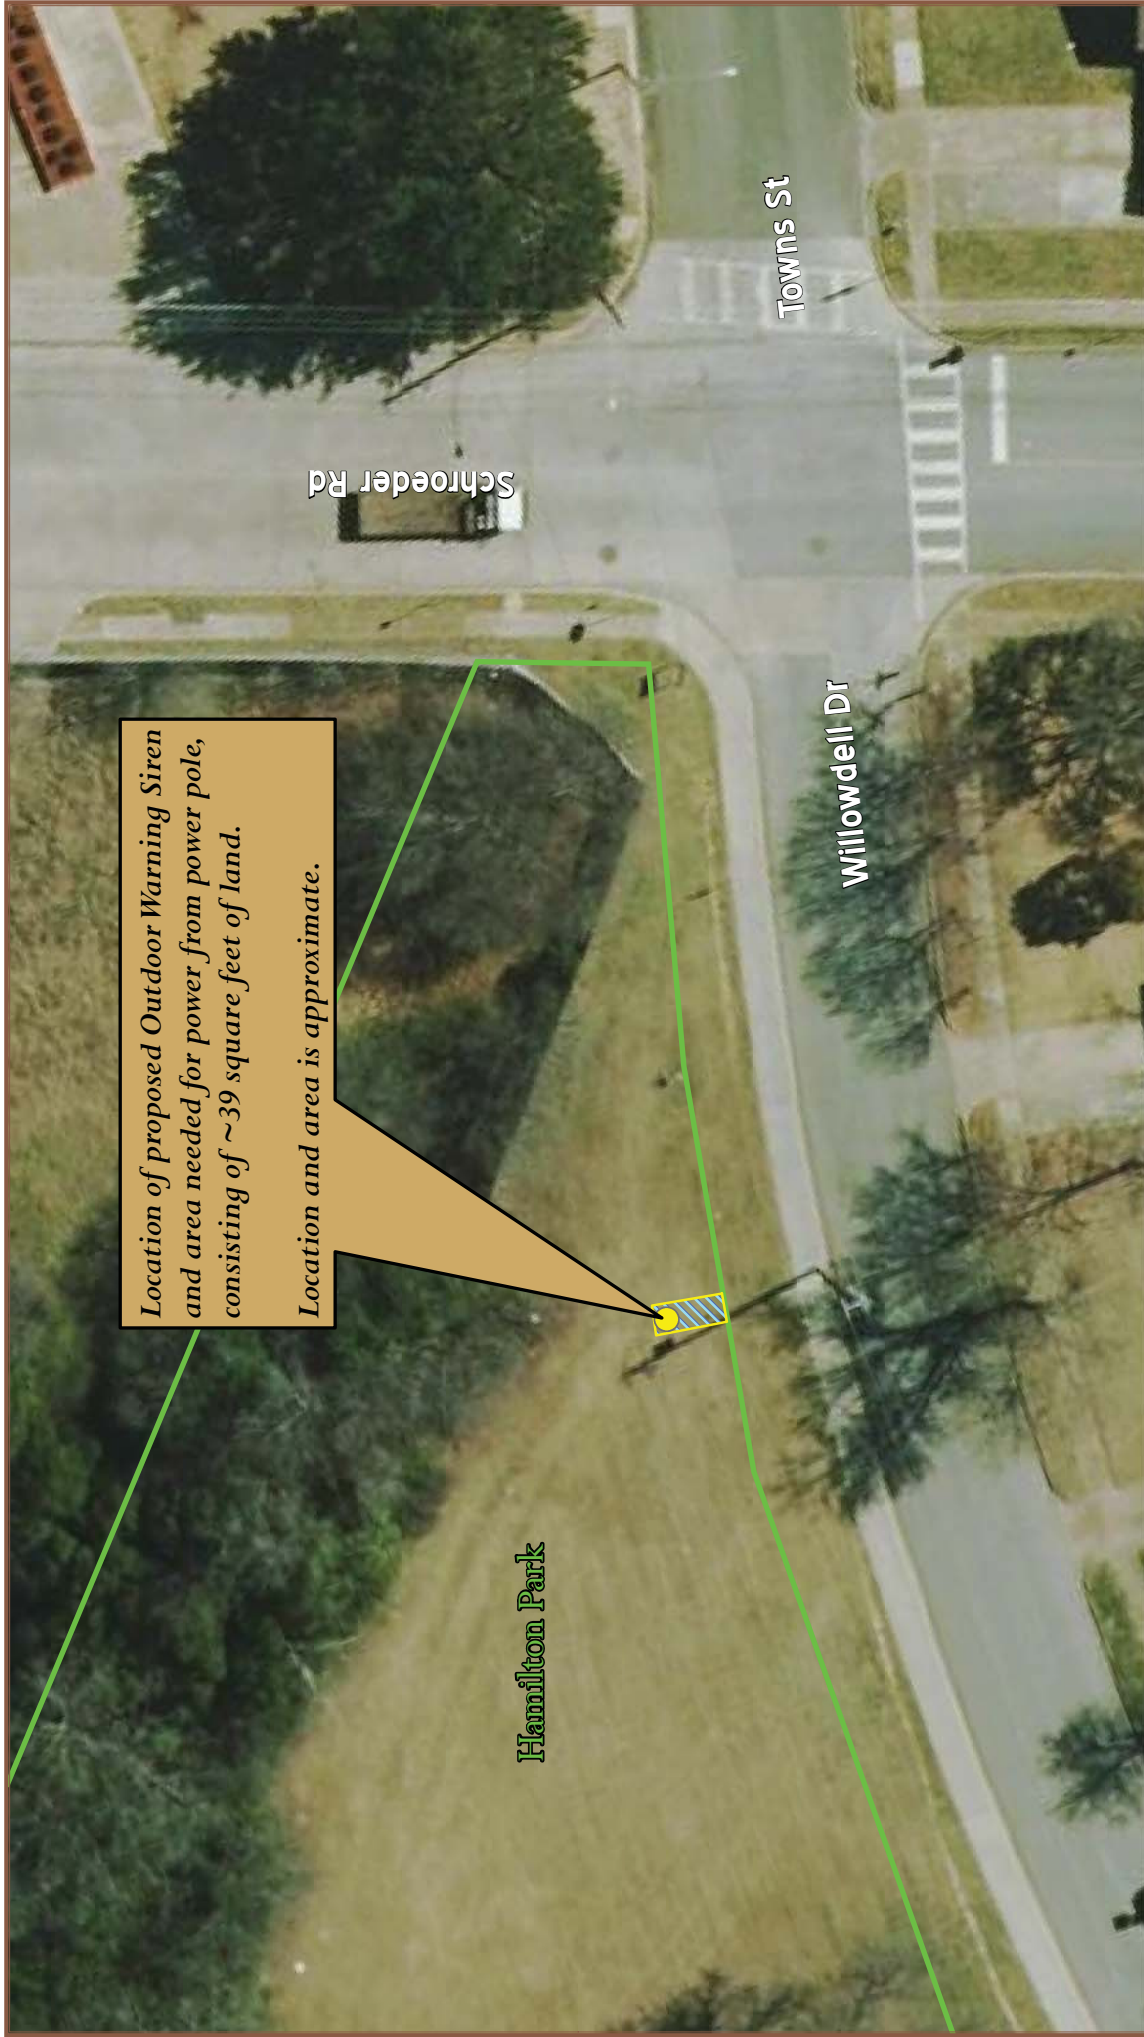 Location of proposed Outdoor Warning Siren
and area needed for power from power pole,
consisting of ~39 square feet of land.
Location and area is approximate.
Schroeder Rd
Towns St
Willowdell Dr
Hamilton Park